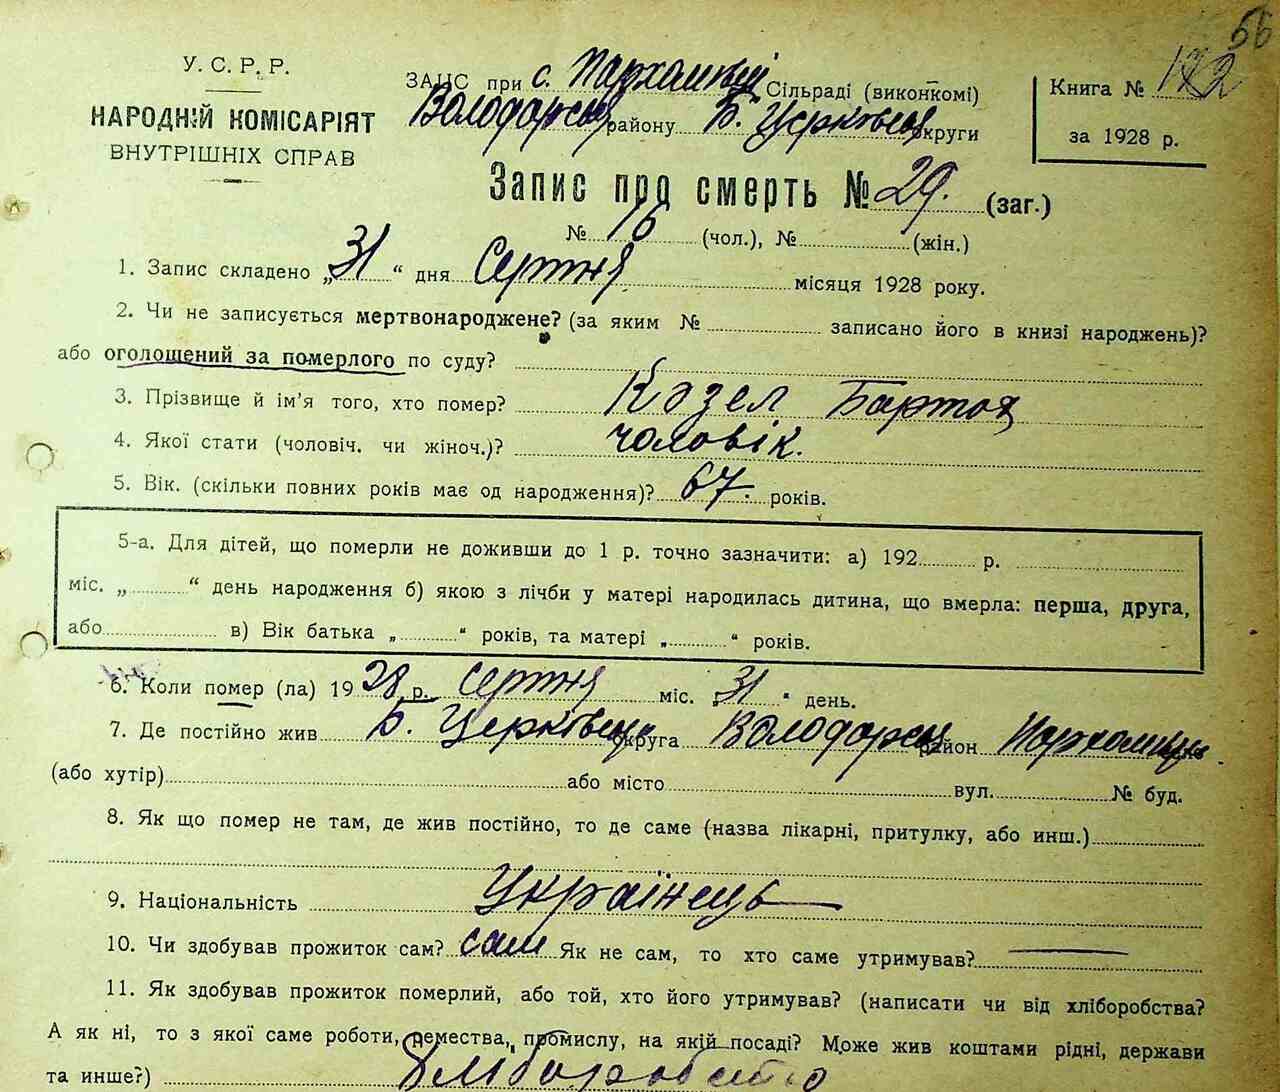 56
У. С. Р. Р.
НАРОДНІЙ КОМІСАРІЯТ
ВНУТРІШНІХ СПРАВ
ЗАГС при с. Пархомівці Сільраді (виконкомі)
Володарськ району Б. Церковськ округи
Книга № 122
за 1928 р.
Запис про смерть № 29. (заг.)
№ 16 (чол.), № (жін.)
1. Запис складено „31“ дня Серпня місяця 1928 року.
2. Чи не записується мертвонароджене? (за яким № записано його в книзі народжень)?
або оголощений за померлого по суду?
3. Прізвище й ім'я того, хто помер? Козел Бартох
4. Якої стати (чоловіч. чи жіноч.)? чоловік.
5. Вік. (скільки повних років має од народження)? 67. років.
5-а. Для дітей, що померли не доживши до 1 р. точно зазначити: а) 192 р.
міс. „ “ день народження б) якою з лічби у матері народилась дитина, що вмерла: перша, друга,
або в) Вік батька „ “ років, та матері „ “ років.
6. Коли помер (ла) 1928 р. серпня міс. „31“ день.
7. Де постійно жив Б. Церківщ округа Володарськ район
(або хутір) або місто вул. № буд.
8. Як що помер не там, де жив постійно, то де саме (назва лікарні, притулку, або инш.)
9. Національність Українець
10. Чи здобував прожиток сам? сам Як не сам, то хто саме утримував? —
11. Як здобував прожиток померлий, або той, хто його утримував? (написати чи від хліборобства?
А як ні, то з якої саме роботи, ремества, промислу, на якій посаді? Може жив коштами рідні, держави
та инше?) Хліборобство